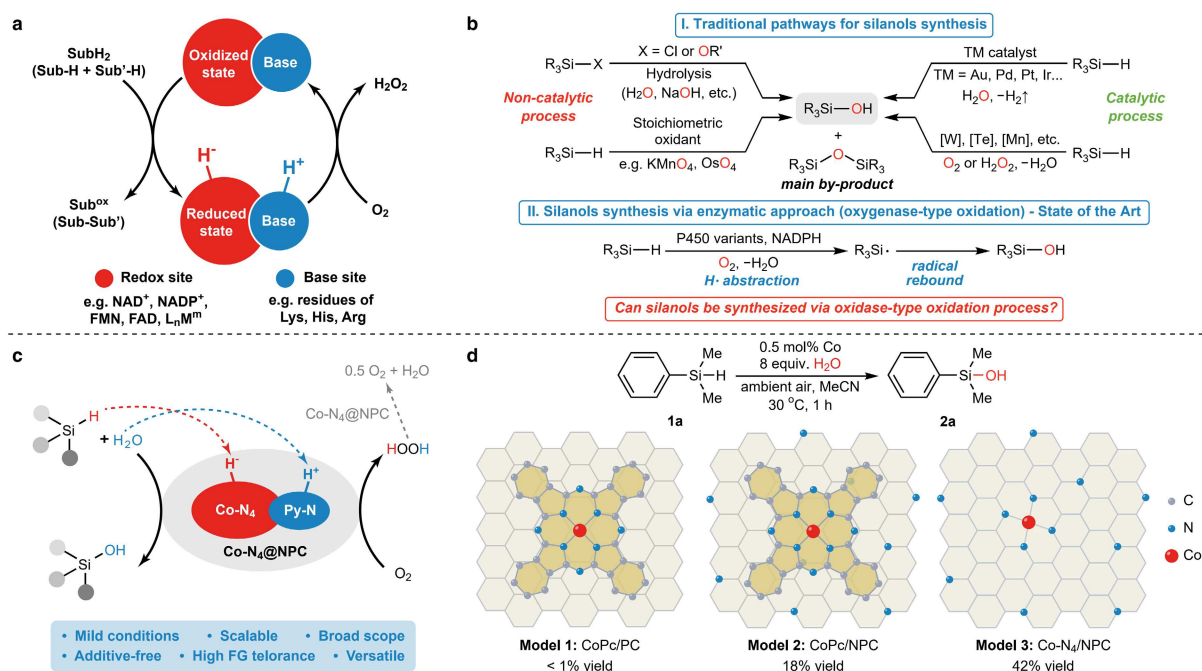 a
SubH2
(Sub-H + Sub'-H)
Oxidized
state
Base
H2O2
H-
H+
Reduced
state
Base
Subox
(Sub-Sub')
O2
Redox site
e.g. NAD+, NADP+,
FMN, FAD, LnMm
Base site
e.g. residues of
Lys, His, Arg
b
I. Traditional pathways for silanols synthesis
R3Si—X
X = Cl or OR'
Hydrolysis
(H2O, NaOH, etc.)
TM catalyst
TM = Au, Pd, Pt, Ir...
H2O, −H2↑
R3Si—H
Non-catalytic
process
R3Si—OH
Catalytic
process
R3Si—H
Stoichiometric
oxidant
e.g. KMnO4, OsO4
+
R3Si O SiR3
main by-product
[W], [Te], [Mn], etc.
O2 or H2O2, −H2O
R3Si—H
II. Silanols synthesis via enzymatic approach (oxygenase-type oxidation) - State of the Art
R3Si—H
P450 variants, NADPH
O2, −H2O
H· abstraction
R3Si·
radical
rebound
R3Si—OH
Can silanols be synthesized via oxidase-type oxidation process?
c
0.5 O2 + H2O
Co-N4@NPC
Si H
+ H2O
HOOH
H-
H+
Co-N4
Py-N
Co-N4@NPC
Si OH
O2
• Mild conditions • Scalable • Broad scope
• Additive-free • High FG telorance • Versatile
d
Me
Si—H
Me
1a
0.5 mol% Co
8 equiv. H2O
ambient air, MeCN
30 °C, 1 h
Me
Si—OH
Me
2a
C
N
Co
Model 1: CoPc/PC
< 1% yield
Model 2: CoPc/NPC
18% yield
Model 3: Co-N4/NPC
42% yield